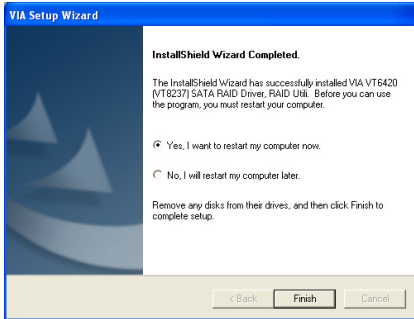 VIA Setup Wizard
InstallShield Wizard Completed.
The InstallShield Wizard has successfully installed VIA VT6420
(VT8237) SATA RAID Driver, RAID Utili. Before you can use
the program, you must restart your computer.
Yes, I want to restart my computer now.
No, I will restart my computer later.
Remove any disks from their drives, and then click Finish to
complete setup.
< Back Finish Cancel